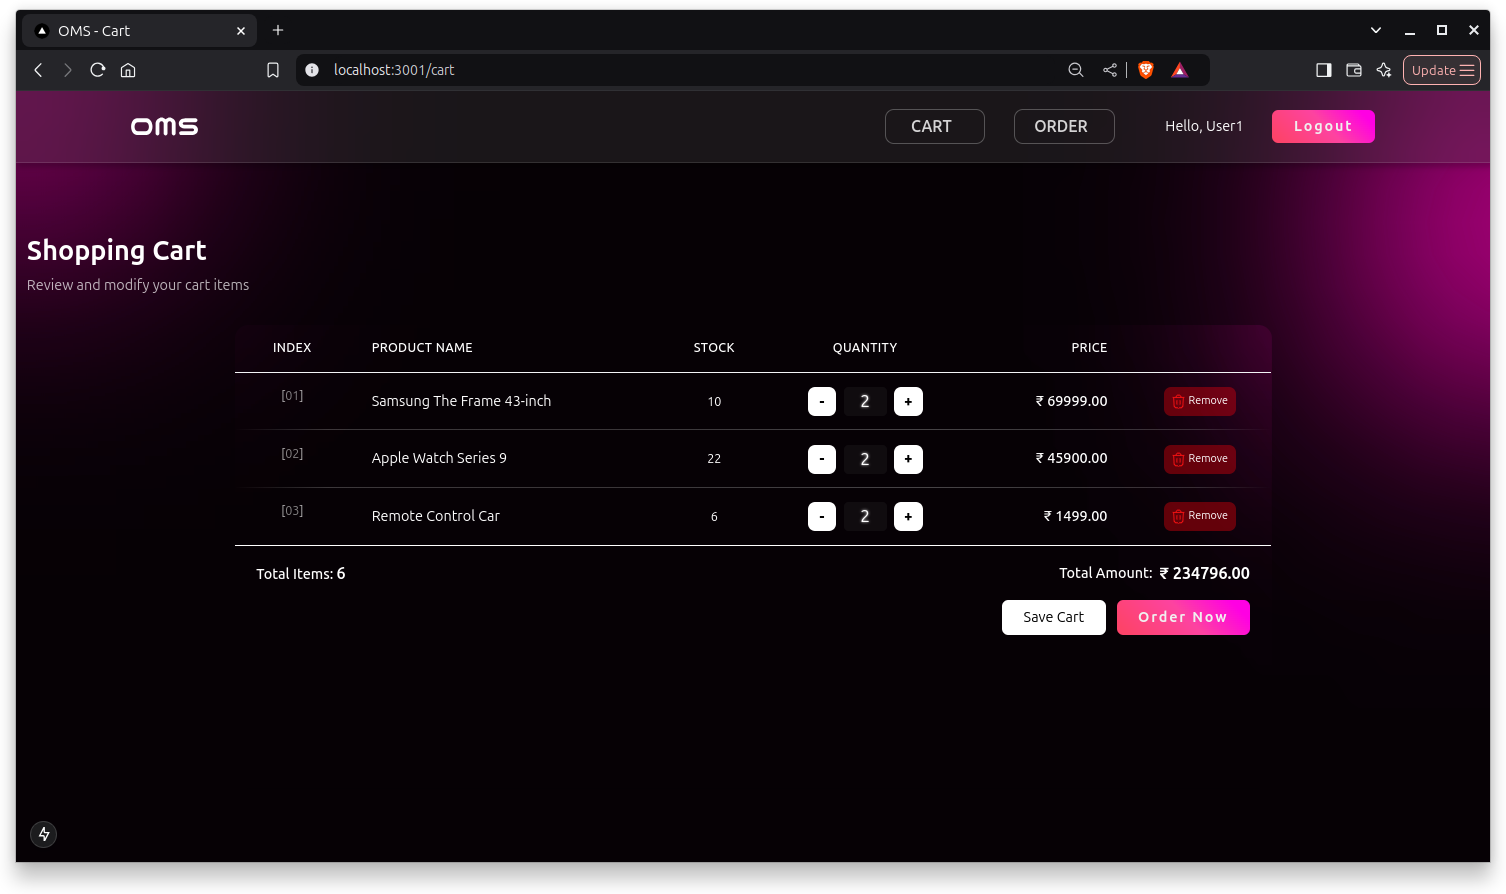 OMS - Cart
localhost:3001/cart
Update
OMS
CART
ORDER
Hello, User1
Logout
Shopping Cart
Review and modify your cart items
INDEX PRODUCT NAME STOCK QUANTITY PRICE
[01] Samsung The Frame 43-inch 10 - 2 + ₹ 69999.00 Remove
[02] Apple Watch Series 9 22 - 2 + ₹ 45900.00 Remove
[03] Remote Control Car 6 - 2 + ₹ 1499.00 Remove
Total Items: 6 Total Amount: ₹ 234796.00
Save Cart Order Now